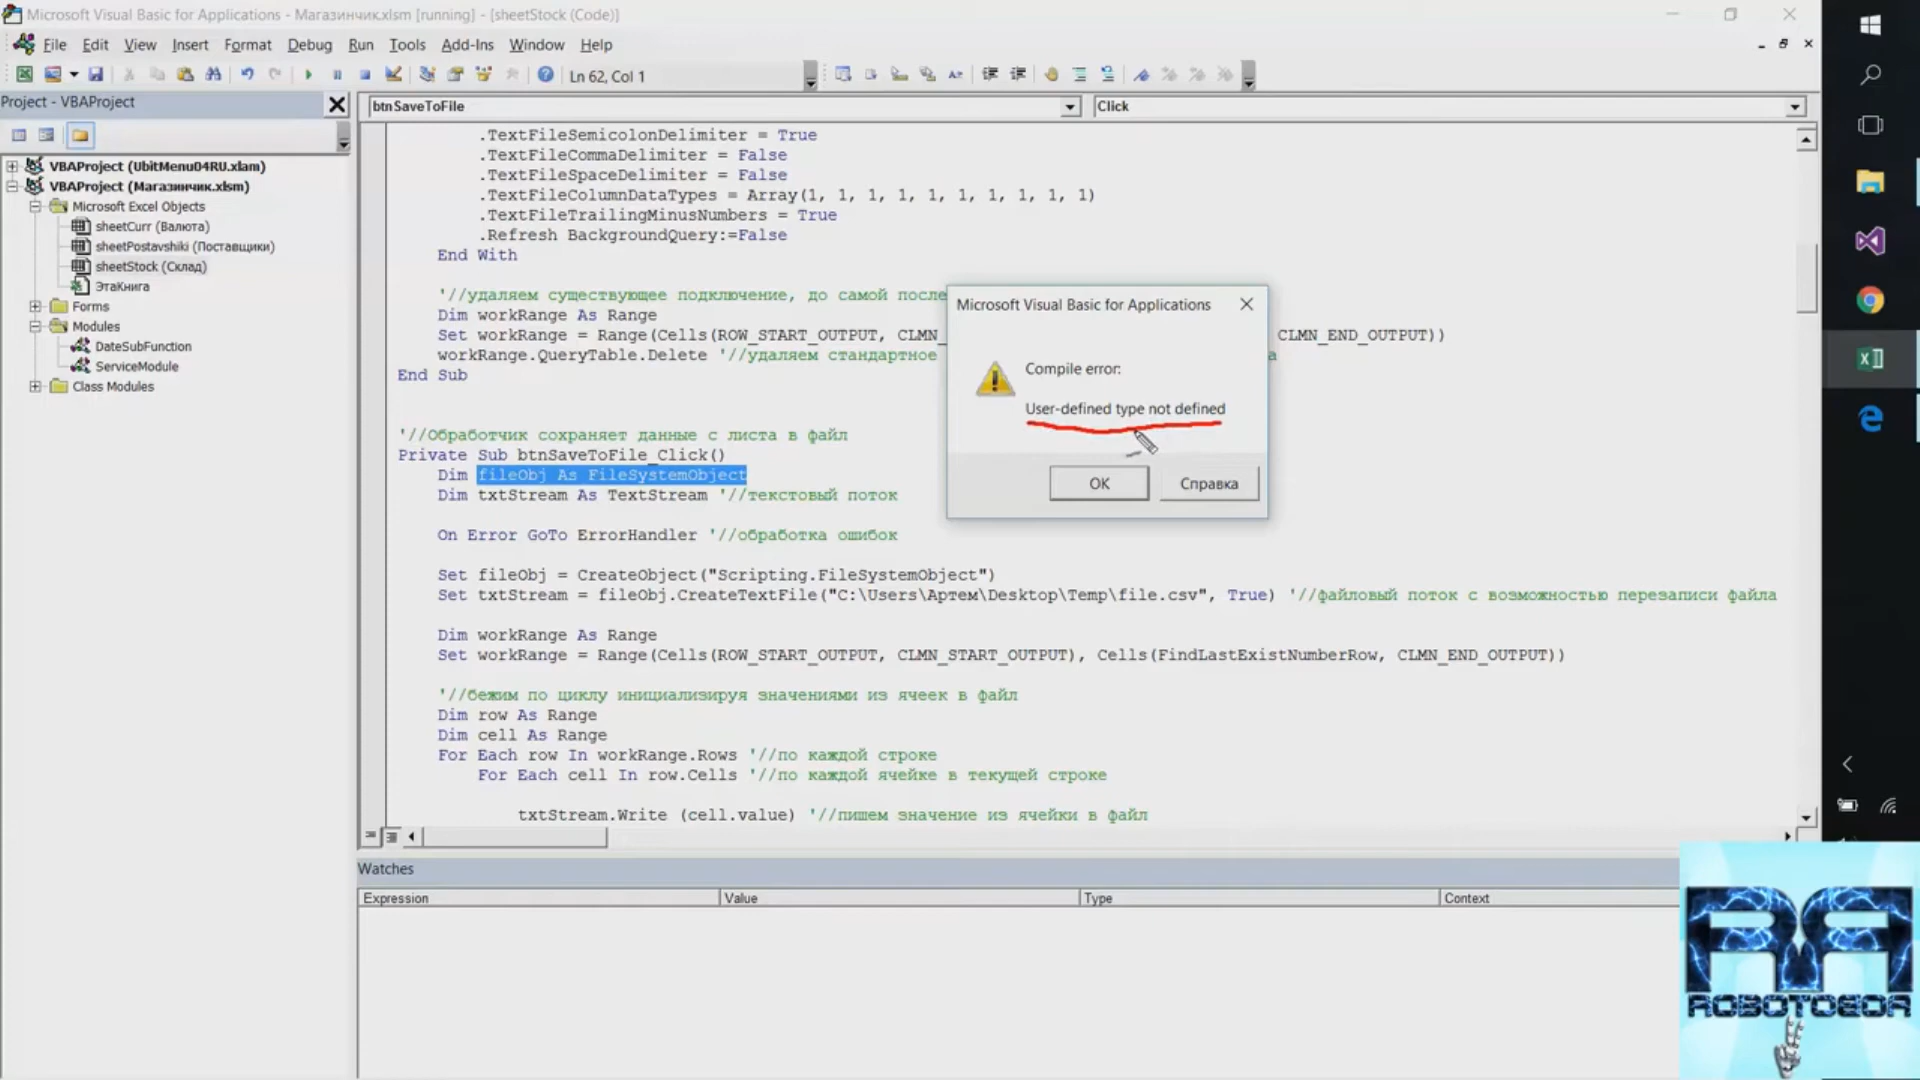 Microsoft Visual Basic for Applications - Магазинчик.xlsm [running] - [sheetStock (Code)]
File Edit View Insert Format Debug Run Tools Add-Ins Window Help
Ln 62, Col 1
Project - VBAProject
VBAProject (UbitMenu04RU.xlam)
VBAProject (Магазинчик.xlsm)
Microsoft Excel Objects
sheetCurr (Валюта)
sheetPostavshiki (Поставщики)
sheetStock (Склад)
ЭтаКнига
Forms
Modules
DateSubFunction
ServiceModule
Class Modules
btnSaveToFile
Click
.TextFileSemicolonDelimiter = True
.TextFileCommaDelimiter = False
.TextFileSpaceDelimiter = False
.TextFileColumnDataTypes = Array(1, 1, 1, 1, 1, 1, 1, 1, 1, 1)
.TextFileTrailingMinusNumbers = True
.Refresh BackgroundQuery:=False
End With
'//удаляем существующее подключение, до самой после
Dim workRange As Range
Set workRange = Range(Cells(ROW_START_OUTPUT, CLMN_ CLMN_END_OUTPUT))
workRange.QueryTable.Delete '//удаляем стандартное а
End Sub
'//Обработчик сохраняет данные с листа в файл
Private Sub btnSaveToFile_Click()
Dim fileObj As FileSystemObject
Dim txtStream As TextStream '//текстовый поток
On Error GoTo ErrorHandler '//обработка ошибок
Set fileObj = CreateObject("Scripting.FileSystemObject")
Set txtStream = fileObj.CreateTextFile("C:\Users\Артем\Desktop\Temp\file.csv", True) '//файловый поток с возможностью перезаписи файла
Dim workRange As Range
Set workRange = Range(Cells(ROW_START_OUTPUT, CLMN_START_OUTPUT), Cells(FindLastExistNumberRow, CLMN_END_OUTPUT))
'//бежим по циклу инициализируя значениями из ячеек в файл
Dim row As Range
Dim cell As Range
For Each row In workRange.Rows '//по каждой строке
For Each cell In row.Cells '//по каждой ячейке в текущей строке
txtStream.Write (cell.value) '//пишем значение из ячейки в файл
Microsoft Visual Basic for Applications
Compile error:
User-defined type not defined
OK
Справка
Watches
Expression Value Type Context